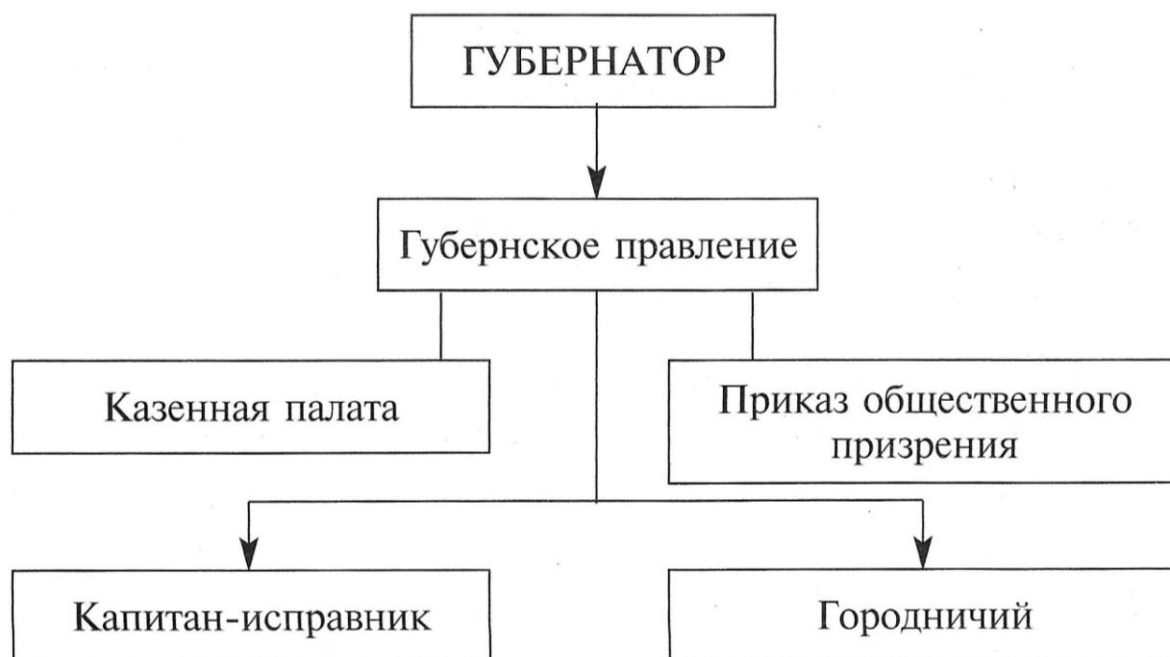 ГУБЕРНАТОР
Губернское правление
Казенная палата
Приказ общественного
призрения
Капитан-исправник
Городничий